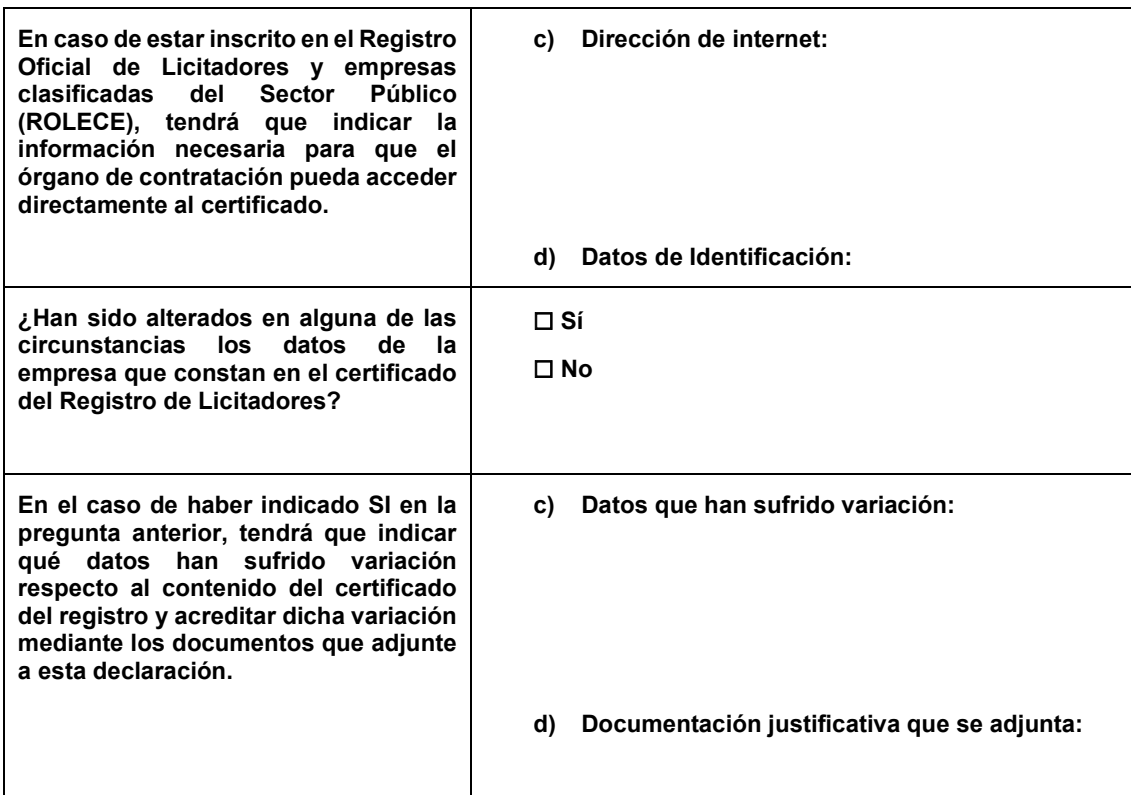 En caso de estar inscrito en el Registro
Oficial de Licitadores y empresas
clasificadas del Sector Público
(ROLECE), tendrá que indicar la
información necesaria para que el
órgano de contratación pueda acceder
directamente al certificado.
c) Dirección de internet:
d) Datos de Identificación:
¿Han sido alterados en alguna de las
circunstancias los datos de la
empresa que constan en el certificado
del Registro de Licitadores?
☐ Sí
☐ No
En el caso de haber indicado SI en la
pregunta anterior, tendrá que indicar
qué datos han sufrido variación
respecto al contenido del certificado
del registro y acreditar dicha variación
mediante los documentos que adjunte
a esta declaración.
c) Datos que han sufrido variación:
d) Documentación justificativa que se adjunta: